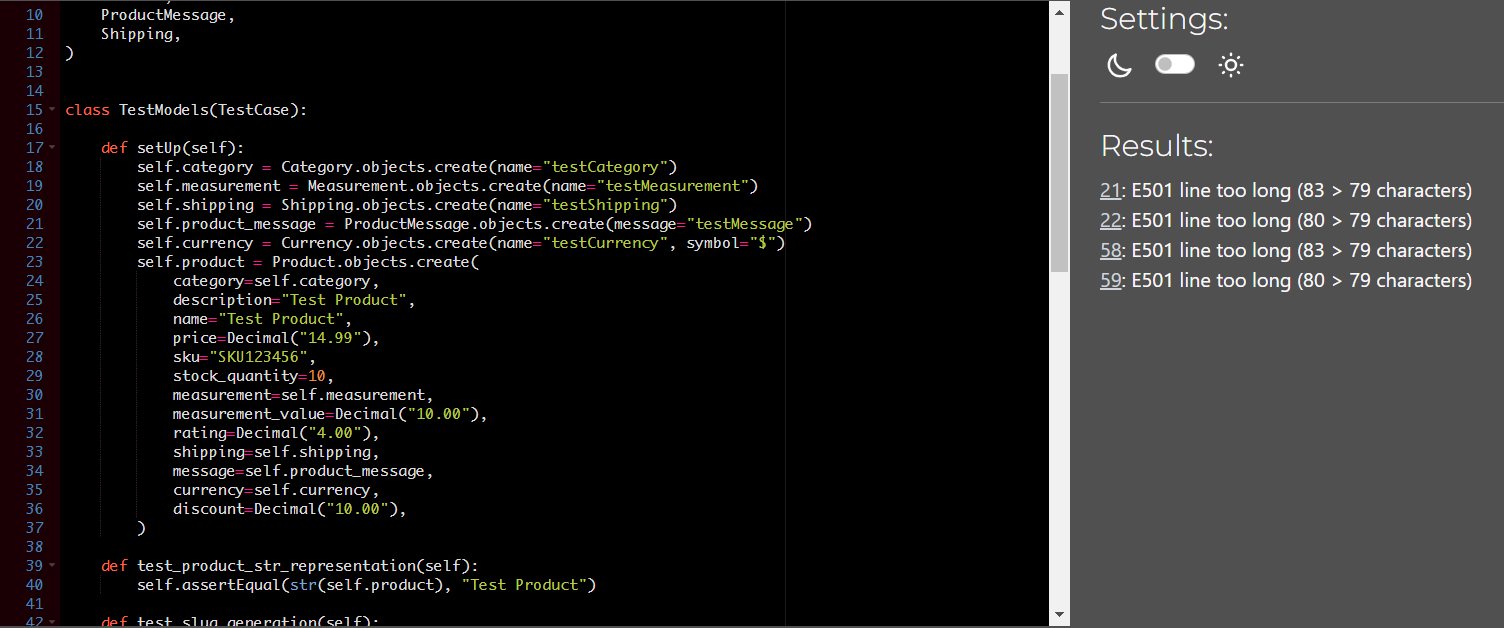 10 ProductMessage,
11 Shipping,
12 )
13
14
15 class TestModels(TestCase):
16
17 def setUp(self):
18 self.category = Category.objects.create(name="testCategory")
19 self.measurement = Measurement.objects.create(name="testMeasurement")
20 self.shipping = Shipping.objects.create(name="testShipping")
21 self.product_message = ProductMessage.objects.create(message="testMessage")
22 self.currency = Currency.objects.create(name="testCurrency", symbol="$")
23 self.product = Product.objects.create(
24 category=self.category,
25 description="Test Product",
26 name="Test Product",
27 price=Decimal("14.99"),
28 sku="SKU123456",
29 stock_quantity=10,
30 measurement=self.measurement,
31 measurement_value=Decimal("10.00"),
32 rating=Decimal("4.00"),
33 shipping=self.shipping,
34 message=self.product_message,
35 currency=self.currency,
36 discount=Decimal("10.00"),
37 )
38
39 def test_product_str_representation(self):
40 self.assertEqual(str(self.product), "Test Product")
41
42 def test_slug_generation(self):
Settings:
Results:
21: E501 line too long (83 > 79 characters)
22: E501 line too long (80 > 79 characters)
58: E501 line too long (83 > 79 characters)
59: E501 line too long (80 > 79 characters)